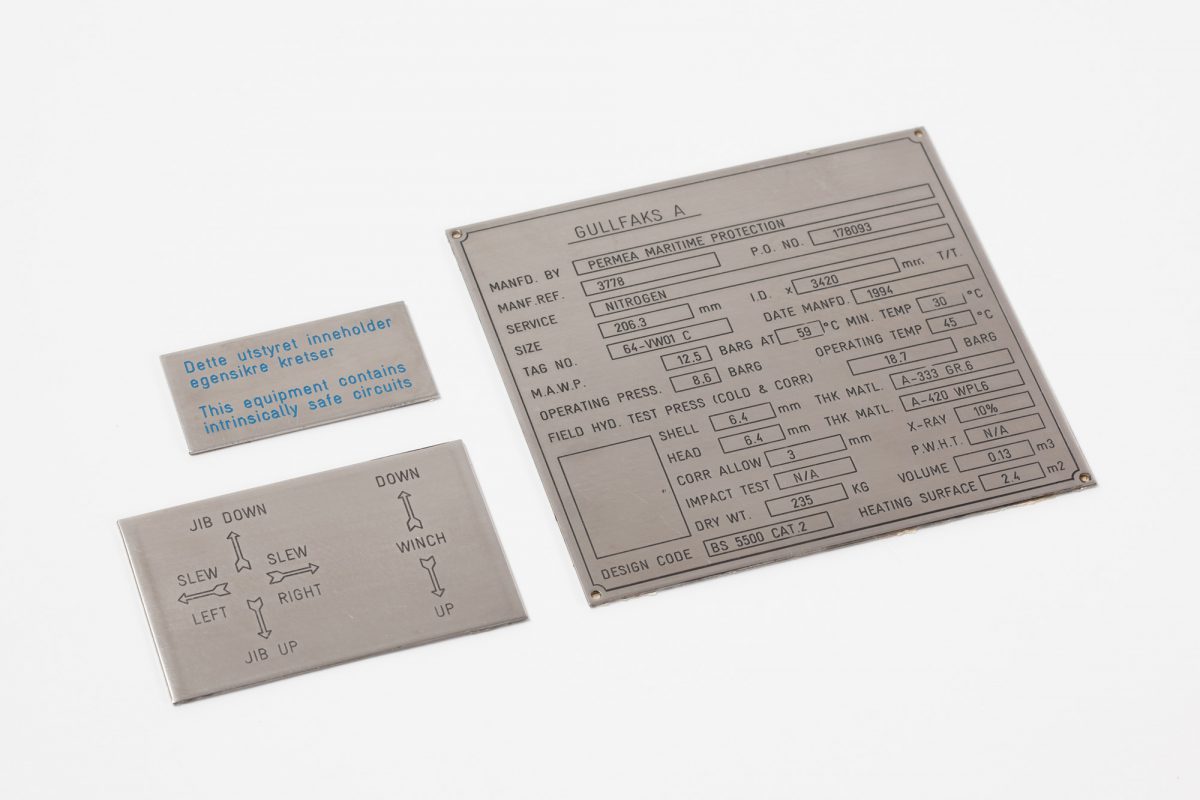 Dette utstyret inneholder
egensikre kretser
This equipment contains
intrinsically safe circuits
JIB DOWN
SLEW LEFT
SLEW RIGHT
JIB UP
DOWN
WINCH
UP
GULLFAKS A
MANFD. BY PERMEA MARITIME PROTECTION
MANF.REF. 3778 P.O. NO. 178093
SERVICE NITROGEN
SIZE 206.3 mm I.D. x 3420 mm T/T.
TAG NO. 64-VW01 C DATE MANFD. 1994
M.A.W.P. 12.5 BARG AT 59 °C MIN. TEMP 30 °C
OPERATING PRESS. 8.6 BARG OPERATING TEMP 45 °C
FIELD HYD. TEST PRESS (COLD & CORR) 18.7 BARG
SHELL 6.4 mm THK MATL. A-333 GR.6
HEAD 6.4 mm THK MATL. A-420 WPL6
CORR ALLOW 3 mm X-RAY 10%
IMPACT TEST N/A P.W.H.T. N/A
DRY WT. 235 KG VOLUME 0.13 m3
DESIGN CODE BS 5500 CAT.2 HEATING SURFACE 2.4 m2